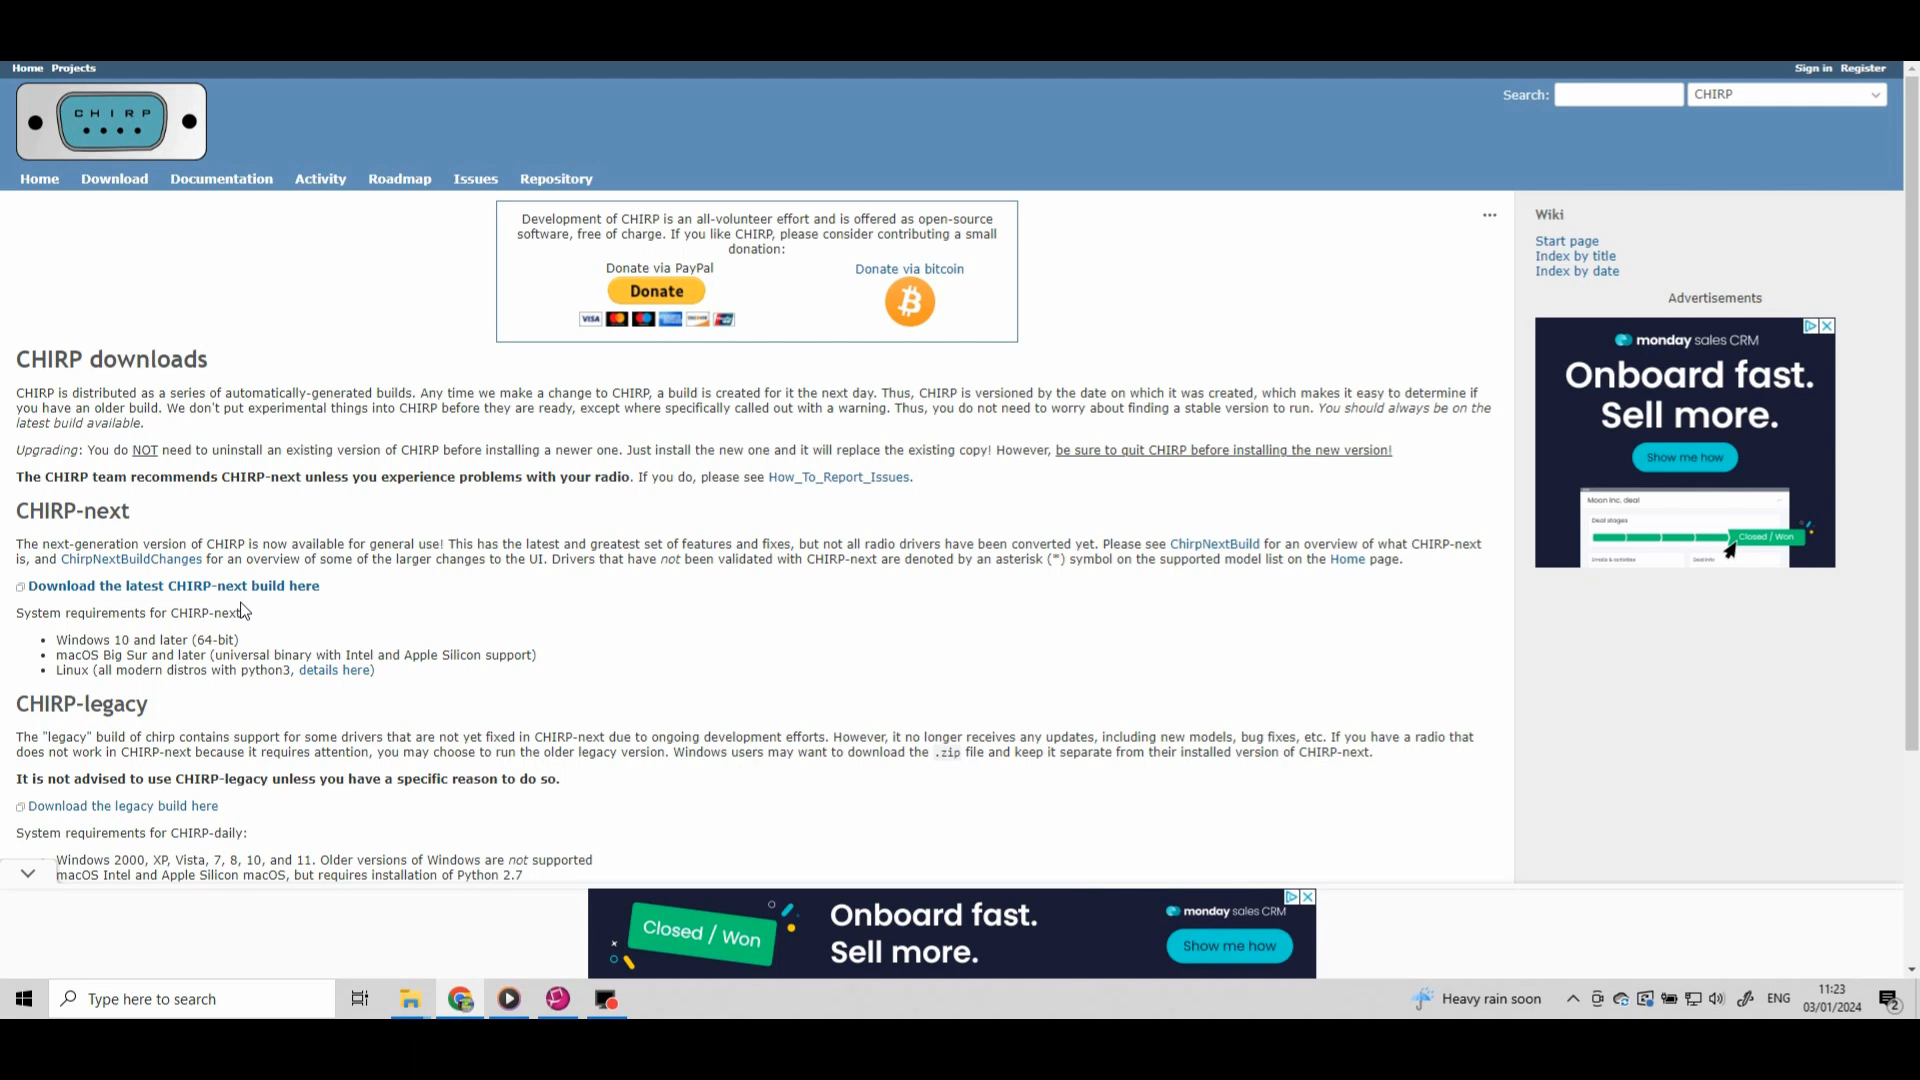 Home Projects
Sign in Register
CHIRP
Search:
CHIRP
Home Download Documentation Activity Roadmap Issues Repository
Development of CHIRP is an all-volunteer effort and is offered as open-source
software, free of charge. If you like CHIRP, please consider contributing a small
donation:
Donate via PayPal
Donate via bitcoin
Donate
VISA
Wiki
Start page
Index by title
Index by date
Advertisements
monday sales CRM
Onboard fast.
Sell more.
Show me how
Moon Inc. deal
Deal stages
Closed / Won
CHIRP downloads
CHIRP is distributed as a series of automatically-generated builds. Any time we make a change to CHIRP, a build is created for it the next day. Thus, CHIRP is versioned by the date on which it was created, which makes it easy to determine if
you have an older build. We don't put experimental things into CHIRP before they are ready, except where specifically called out with a warning. Thus, you do not need to worry about finding a stable version to run. You should always be on the
latest build available.
Upgrading: You do NOT need to uninstall an existing version of CHIRP before installing a newer one. Just install the new one and it will replace the existing copy! However, be sure to quit CHIRP before installing the new version!
The CHIRP team recommends CHIRP-next unless you experience problems with your radio. If you do, please see How_To_Report_Issues.
CHIRP-next
The next-generation version of CHIRP is now available for general use! This has the latest and greatest set of features and fixes, but not all radio drivers have been converted yet. Please see ChirpNextBuild for an overview of what CHIRP-next
is, and ChirpNextBuildChanges for an overview of some of the larger changes to the UI. Drivers that have not been validated with CHIRP-next are denoted by an asterisk (*) symbol on the supported model list on the Home page.
Download the latest CHIRP-next build here
System requirements for CHIRP-next
• Windows 10 and later (64-bit)
• macOS Big Sur and later (universal binary with Intel and Apple Silicon support)
• Linux (all modern distros with python3, details here)
CHIRP-legacy
The "legacy" build of chirp contains support for some drivers that are not yet fixed in CHIRP-next due to ongoing development efforts. However, it no longer receives any updates, including new models, bug fixes, etc. If you have a radio that
does not work in CHIRP-next because it requires attention, you may choose to run the older legacy version. Windows users may want to download the .zip file and keep it separate from their installed version of CHIRP-next.
It is not advised to use CHIRP-legacy unless you have a specific reason to do so.
Download the legacy build here
System requirements for CHIRP-daily:
Windows 2000, XP, Vista, 7, 8, 10, and 11. Older versions of Windows are not supported
macOS Intel and Apple Silicon macOS, but requires installation of Python 2.7
Closed / Won
Onboard fast.
Sell more.
monday sales CRM
Show me how
Type here to search
Heavy rain soon
ENG
11:23
03/01/2024
2